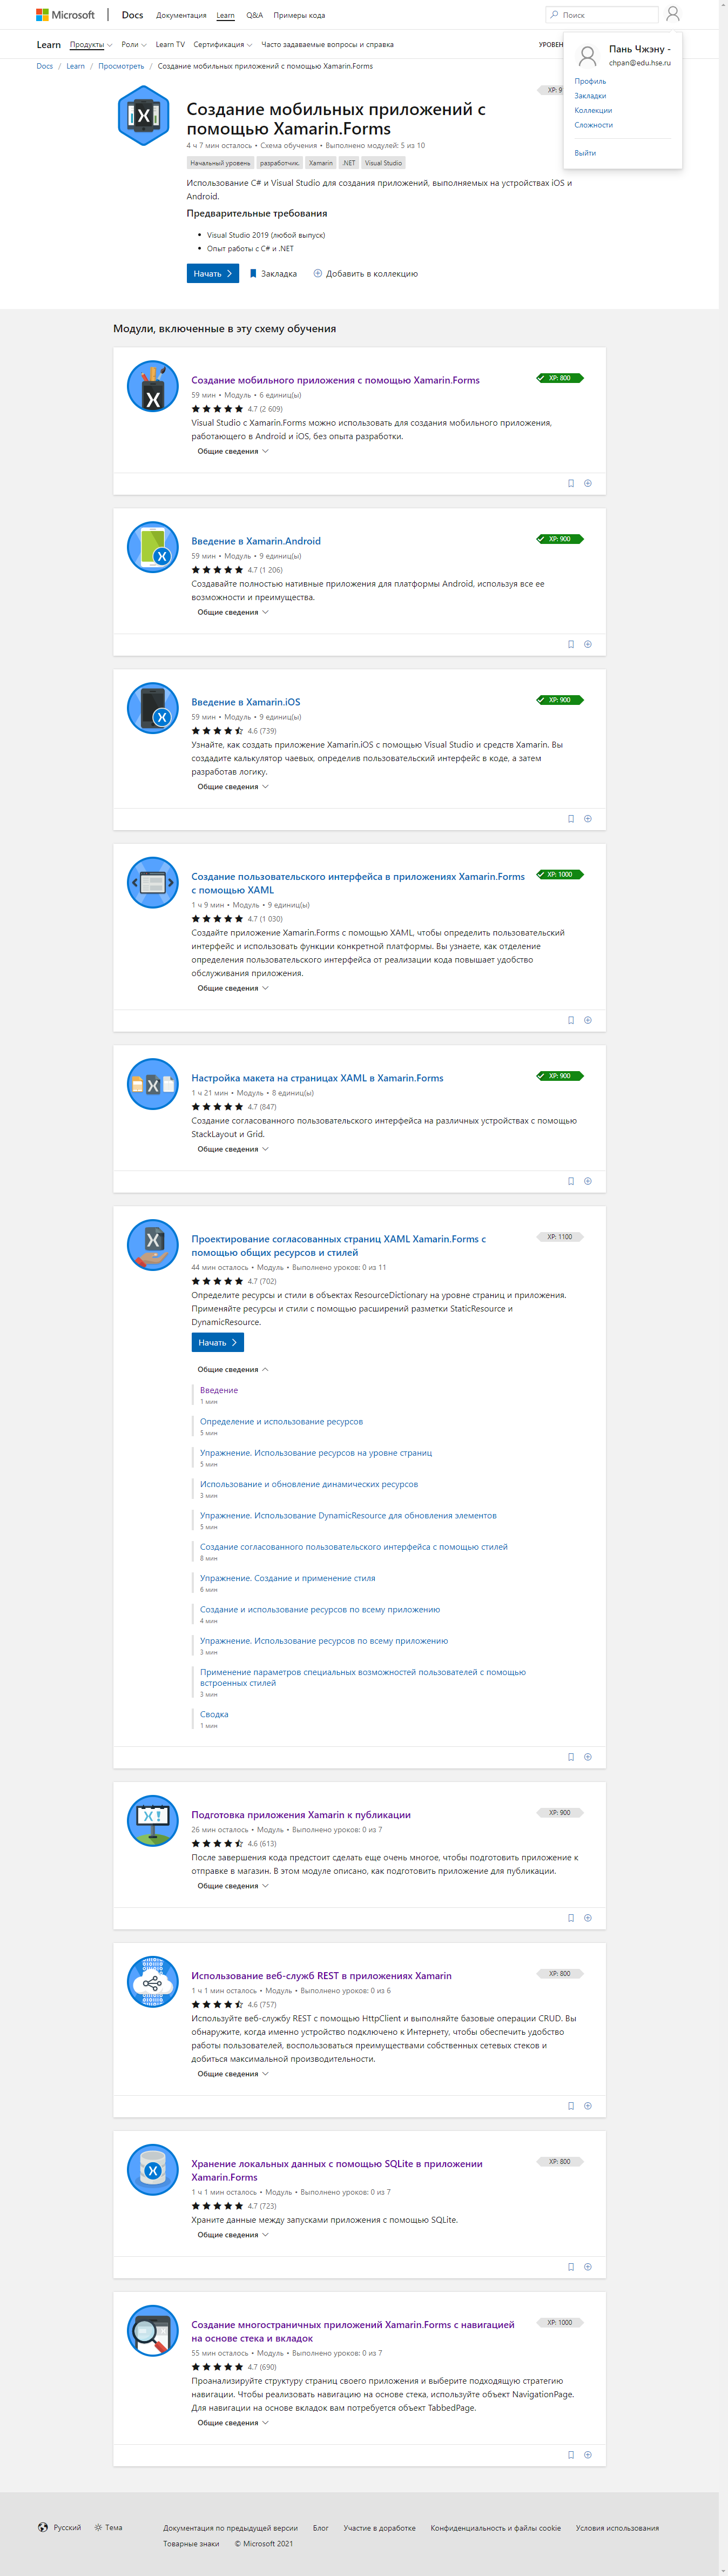 Microsoft
Docs
Документация
Learn
Q&A
Примеры кода
Поиск
Learn
Продукты
Роли
Learn TV
Сертификация
Часто задаваемые вопросы и справка
УРОВЕН
Пань Чжэну -
chpan@edu.hse.ru
Профиль
Закладки
Коллекции
Сложности
Выйти
Docs / Learn / Просмотреть / Создание мобильных приложений с помощью Xamarin.Forms
XP: 9
Создание мобильных приложений с
помощью Xamarin.Forms
4 ч 7 мин осталось • Схема обучения • Выполнено модулей: 5 из 10
Начальный уровень
разработчик.
Xamarin
.NET
Visual Studio
Использование C# и Visual Studio для создания приложений, выполняемых на устройствах iOS и
Android.
Предварительные требования
• Visual Studio 2019 (любой выпуск)
• Опыт работы с C# и .NET
Начать
Закладка
Добавить в коллекцию
Модули, включенные в эту схему обучения
XP: 800
Создание мобильного приложения с помощью Xamarin.Forms
59 мин • Модуль • 6 единиц(ы)
4.7 (2 609)
Visual Studio с Xamarin.Forms можно использовать для создания мобильного приложения,
работающего в Android и iOS, без опыта разработки.
Общие сведения
XP: 900
Введение в Xamarin.Android
59 мин • Модуль • 9 единиц(ы)
4.7 (1 206)
Создавайте полностью нативные приложения для платформы Android, используя все ее
возможности и преимущества.
Общие сведения
XP: 900
Введение в Xamarin.iOS
59 мин • Модуль • 9 единиц(ы)
4.6 (739)
Узнайте, как создать приложение Xamarin.iOS с помощью Visual Studio и средств Xamarin. Вы
создадите калькулятор чаевых, определив пользовательский интерфейс в коде, а затем
разработав логику.
Общие сведения
XP: 1000
Создание пользовательского интерфейса в приложениях Xamarin.Forms
с помощью XAML
1 ч 9 мин • Модуль • 9 единиц(ы)
4.7 (1 030)
Создайте приложение Xamarin.Forms с помощью XAML, чтобы определить пользовательский
интерфейс и использовать функции конкретной платформы. Вы узнаете, как отделение
определения пользовательского интерфейса от реализации кода повышает удобство
обслуживания приложения.
Общие сведения
XP: 900
Настройка макета на страницах XAML в Xamarin.Forms
1 ч 21 мин • Модуль • 8 единиц(ы)
4.7 (847)
Создание согласованного пользовательского интерфейса на различных устройствах с помощью
StackLayout и Grid.
Общие сведения
XP: 1100
Проектирование согласованных страниц XAML Xamarin.Forms с
помощью общих ресурсов и стилей
44 мин осталось • Модуль • Выполнено уроков: 0 из 11
4.7 (702)
Определите ресурсы и стили в объектах ResourceDictionary на уровне страниц и приложения.
Применяйте ресурсы и стили с помощью расширений разметки StaticResource и
DynamicResource.
Начать
Общие сведения
Введение
1 мин
Определение и использование ресурсов
5 мин
Упражнение. Использование ресурсов на уровне страниц
5 мин
Использование и обновление динамических ресурсов
3 мин
Упражнение. Использование DynamicResource для обновления элементов
5 мин
Создание согласованного пользовательского интерфейса с помощью стилей
8 мин
Упражнение. Создание и применение стиля
6 мин
Создание и использование ресурсов по всему приложению
4 мин
Упражнение. Использование ресурсов по всему приложению
3 мин
Применение параметров специальных возможностей пользователей с помощью
встроенных стилей
3 мин
Сводка
1 мин
XP: 900
Подготовка приложения Xamarin к публикации
26 мин осталось • Модуль • Выполнено уроков: 0 из 7
4.6 (613)
После завершения кода предстоит сделать еще очень многое, чтобы подготовить приложение к
отправке в магазин. В этом модуле описано, как подготовить приложение для публикации.
Общие сведения
XP: 800
Использование веб-служб REST в приложениях Xamarin
1 ч 1 мин осталось • Модуль • Выполнено уроков: 0 из 6
4.6 (757)
Используйте веб-службу REST с помощью HttpClient и выполняйте базовые операции CRUD. Вы
обнаружите, когда именно устройство подключено к Интернету, чтобы обеспечить удобство
работы пользователей, воспользоваться преимуществами собственных сетевых стеков и
добиться максимальной производительности.
Общие сведения
XP: 800
Хранение локальных данных с помощью SQLite в приложении
Xamarin.Forms
1 ч 1 мин осталось • Модуль • Выполнено уроков: 0 из 7
4.7 (723)
Храните данные между запусками приложения с помощью SQLite.
Общие сведения
XP: 1000
Создание многостраничных приложений Xamarin.Forms с навигацией
на основе стека и вкладок
55 мин осталось • Модуль • Выполнено уроков: 0 из 7
4.7 (690)
Проанализируйте структуру страниц своего приложения и выберите подходящую стратегию
навигации. Чтобы реализовать навигацию на основе стека, используйте объект NavigationPage.
Для навигации на основе вкладок вам потребуется объект TabbedPage.
Общие сведения
Русский
Тема
Документация по предыдущей версии
Блог
Участие в доработке
Конфиденциальность и файлы cookie
Условия использования
Товарные знаки
© Microsoft 2021